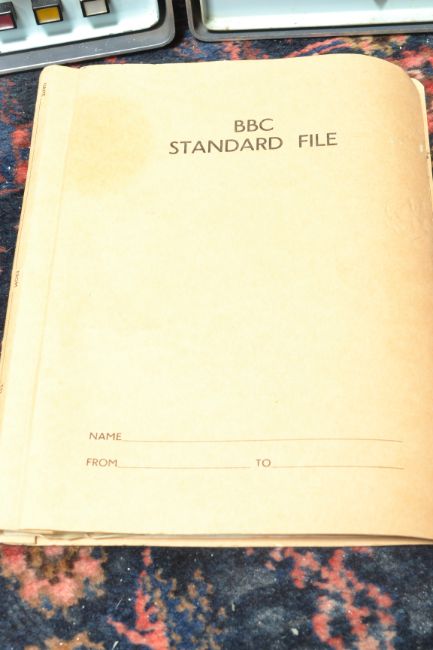 BBC
STANDARD FILE
NAME
FROM TO